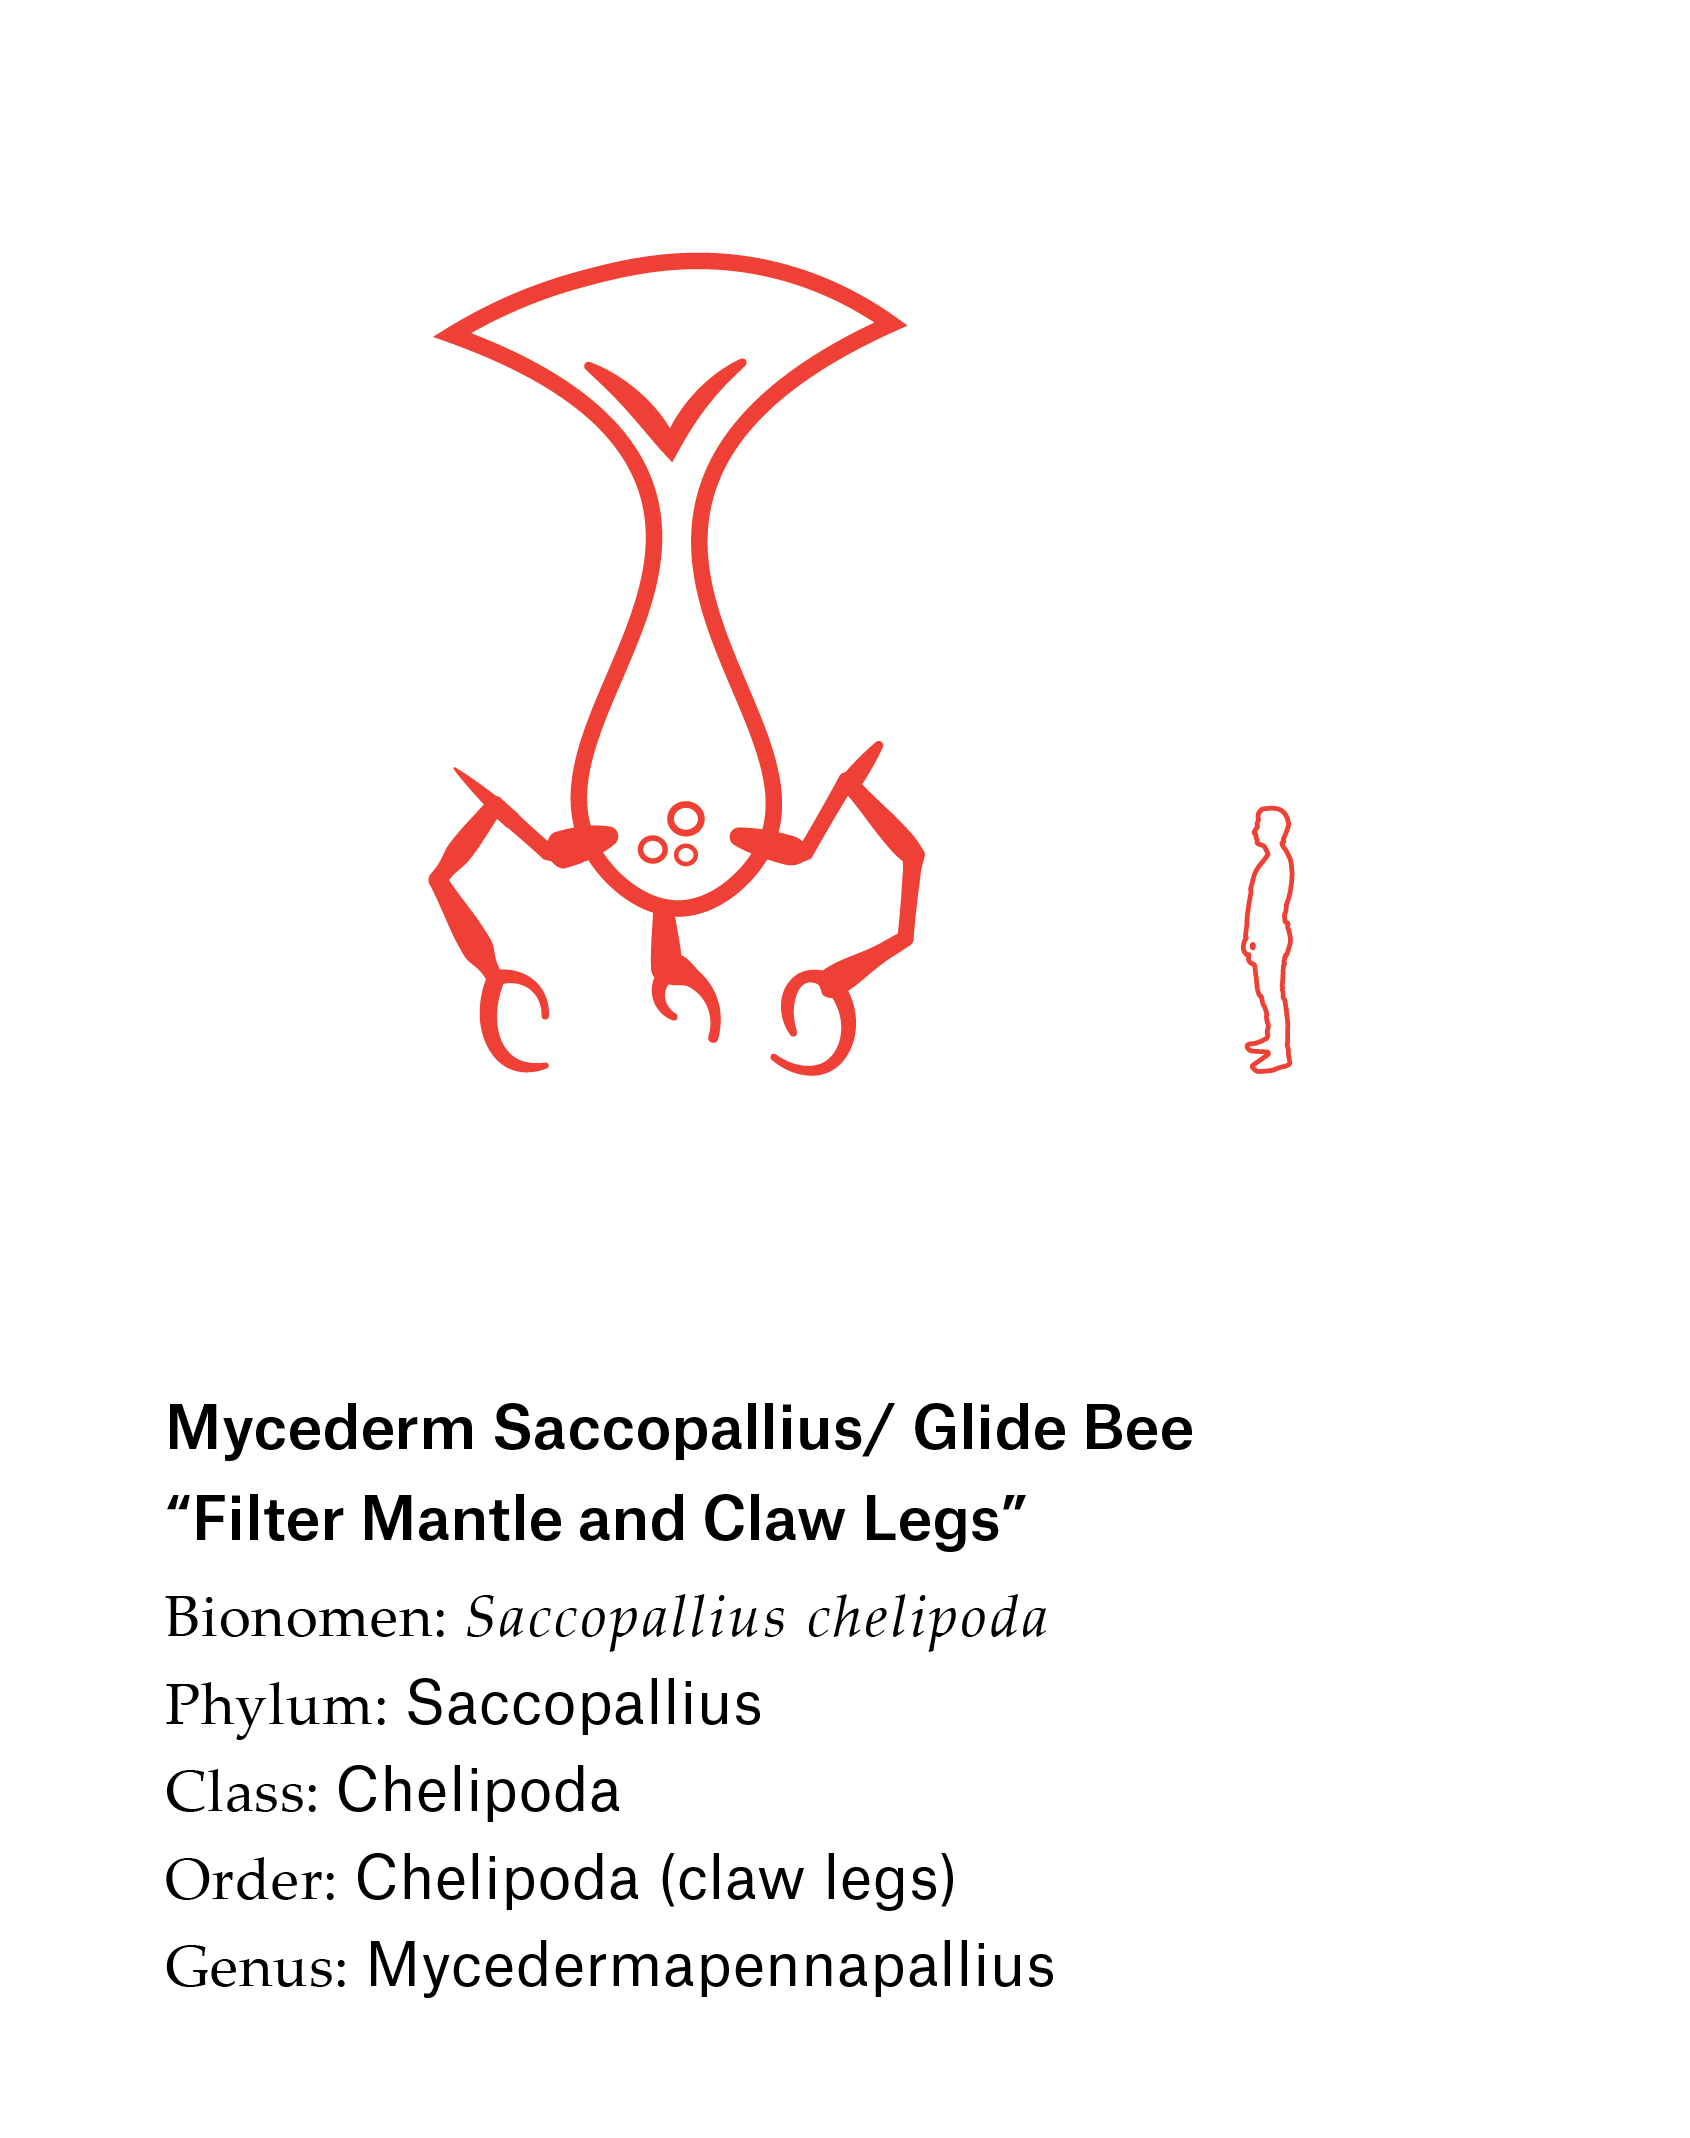 Mycederm Saccopallius/ Glide Bee
“Filter Mantle and Claw Legs”
Bionomen: Saccopallius chelipoda
Phylum: Saccopallius
Class: Chelipoda
Order: Chelipoda (claw legs)
Genus: Mycedermapennapallius